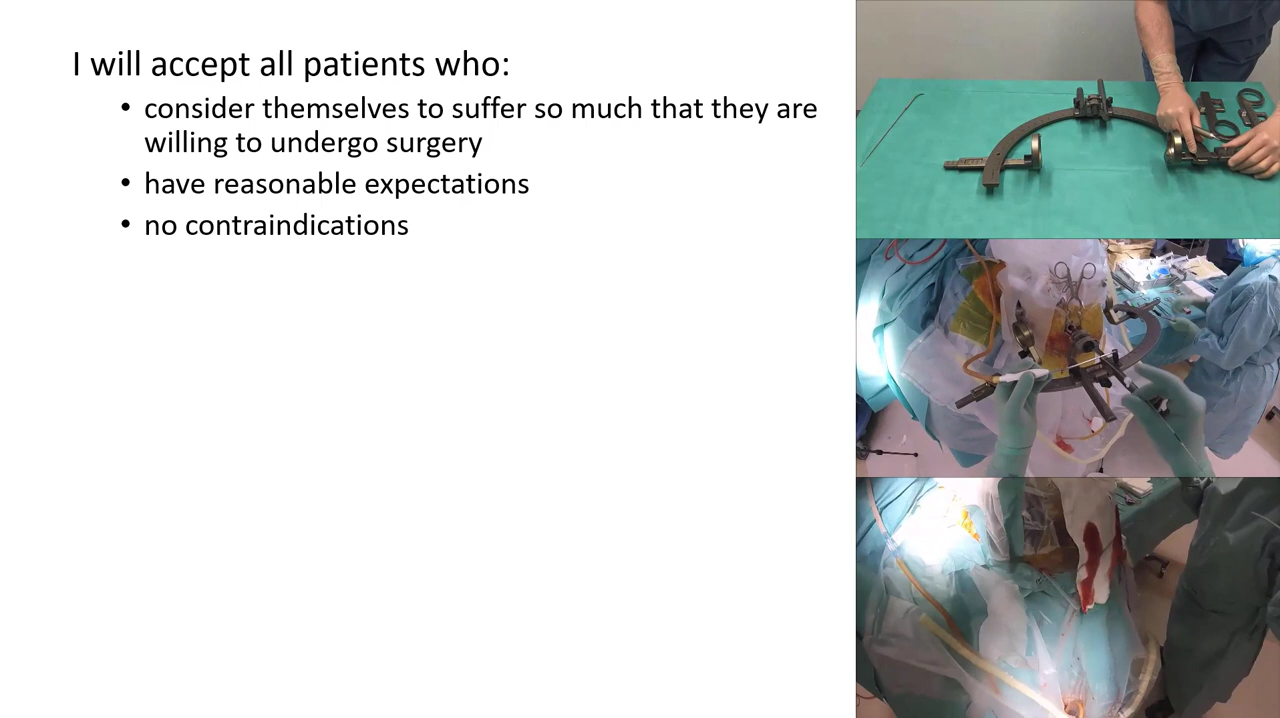 I will accept all patients who:
• consider themselves to suffer so much that they are
willing to undergo surgery
• have reasonable expectations
• no contraindications